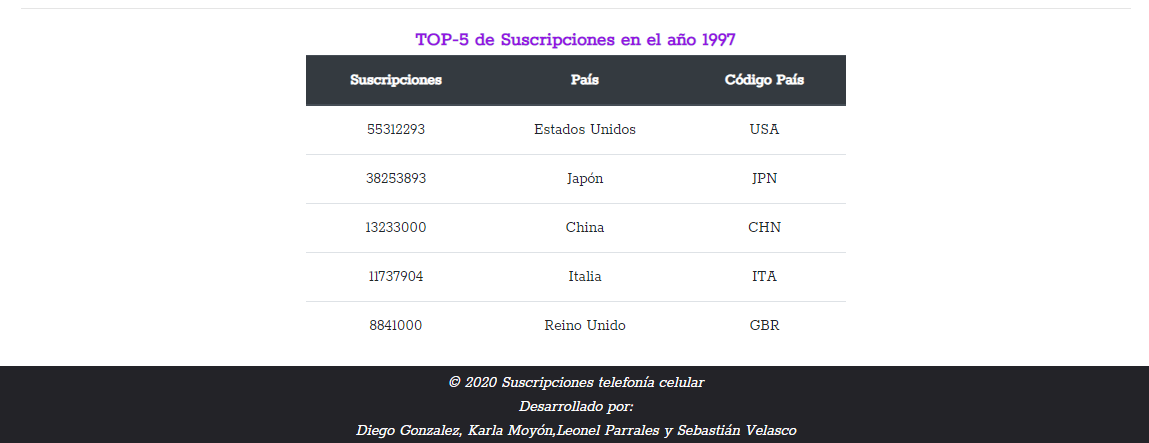 TOP-5 de Suscripciones en el año 1997
Suscripciones País Código País
55312293 Estados Unidos USA
38253893 Japón JPN
13233000 China CHN
11737904 Italia ITA
8841000 Reino Unido GBR
© 2020 Suscripciones telefonía celular
Desarrollado por:
Diego Gonzalez, Karla Moyón,Leonel Parrales y Sebastián Velasco